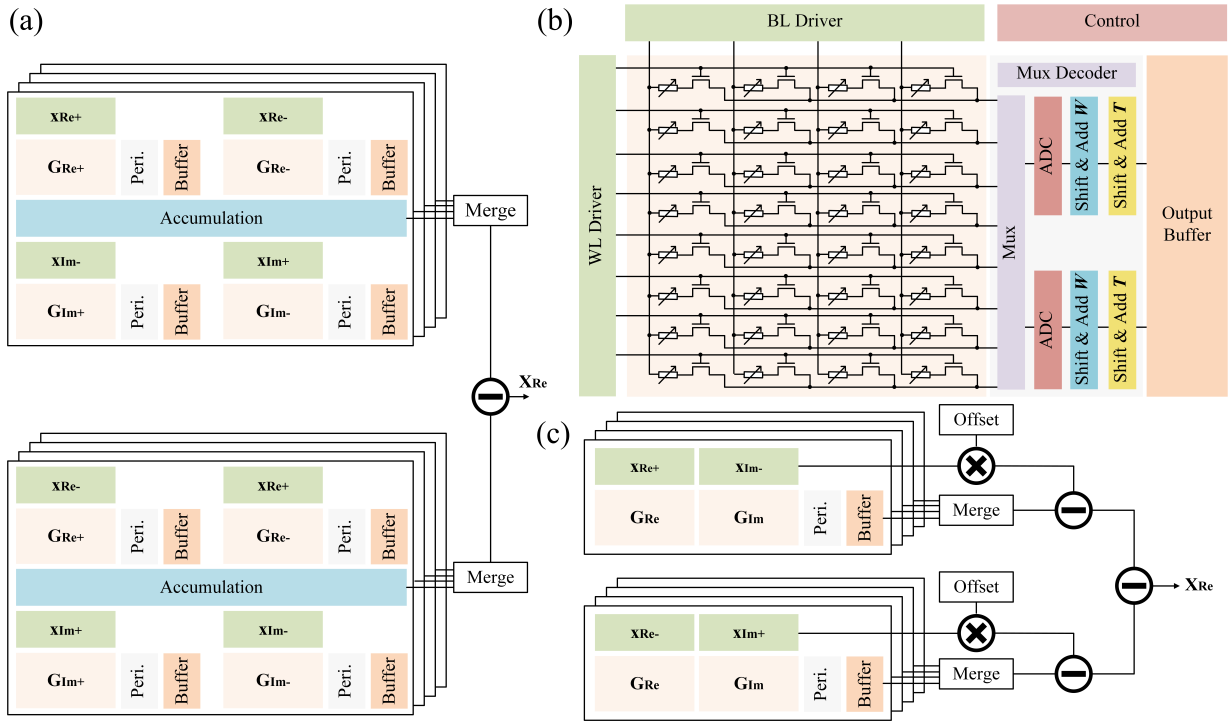 (a)
xRe+ xRe-
GRe+ Peri. Buffer GRe- Peri. Buffer
Accumulation
xIm- xIm+
GIm+ Peri. Buffer GIm- Peri. Buffer
Merge
XRe
xRe- xRe+
GRe+ Peri. Buffer GRe- Peri. Buffer
Accumulation
xIm+ xIm-
GIm+ Peri. Buffer GIm- Peri. Buffer
Merge
(b)
BL Driver
Control
WL Driver
Mux Decoder
Mux
ADC
Shift & Add W
Shift & Add T
ADC
Shift & Add W
Shift & Add T
Output
Buffer
(c)
Offset
xRe+ xIm-
GRe GIm Peri. Buffer
Merge
XRe
Offset
xRe- xIm+
GRe GIm Peri. Buffer
Merge